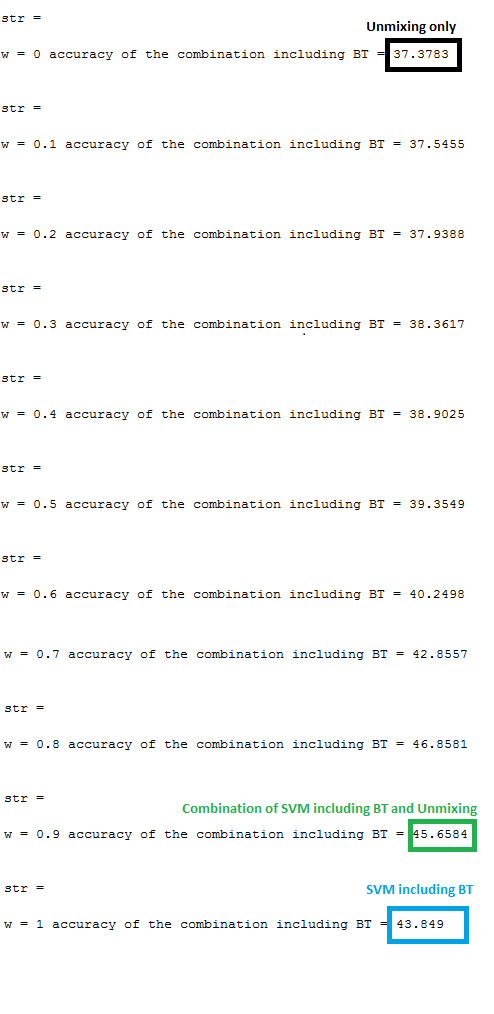 str =
Unmixing only
w = 0 accuracy of the combination including BT = 37.3783
str =
w = 0.1 accuracy of the combination including BT = 37.5455
str =
w = 0.2 accuracy of the combination including BT = 37.9388
str =
w = 0.3 accuracy of the combination including BT = 38.3617
str =
w = 0.4 accuracy of the combination including BT = 38.9025
str =
w = 0.5 accuracy of the combination including BT = 39.3549
str =
w = 0.6 accuracy of the combination including BT = 40.2498
w = 0.7 accuracy of the combination including BT = 42.8557
str =
w = 0.8 accuracy of the combination including BT = 46.8581
str =
Combination of SVM including BT and Unmixing
w = 0.9 accuracy of the combination including BT = 45.6584
str =
SVM including BT
w = 1 accuracy of the combination including BT = 43.849